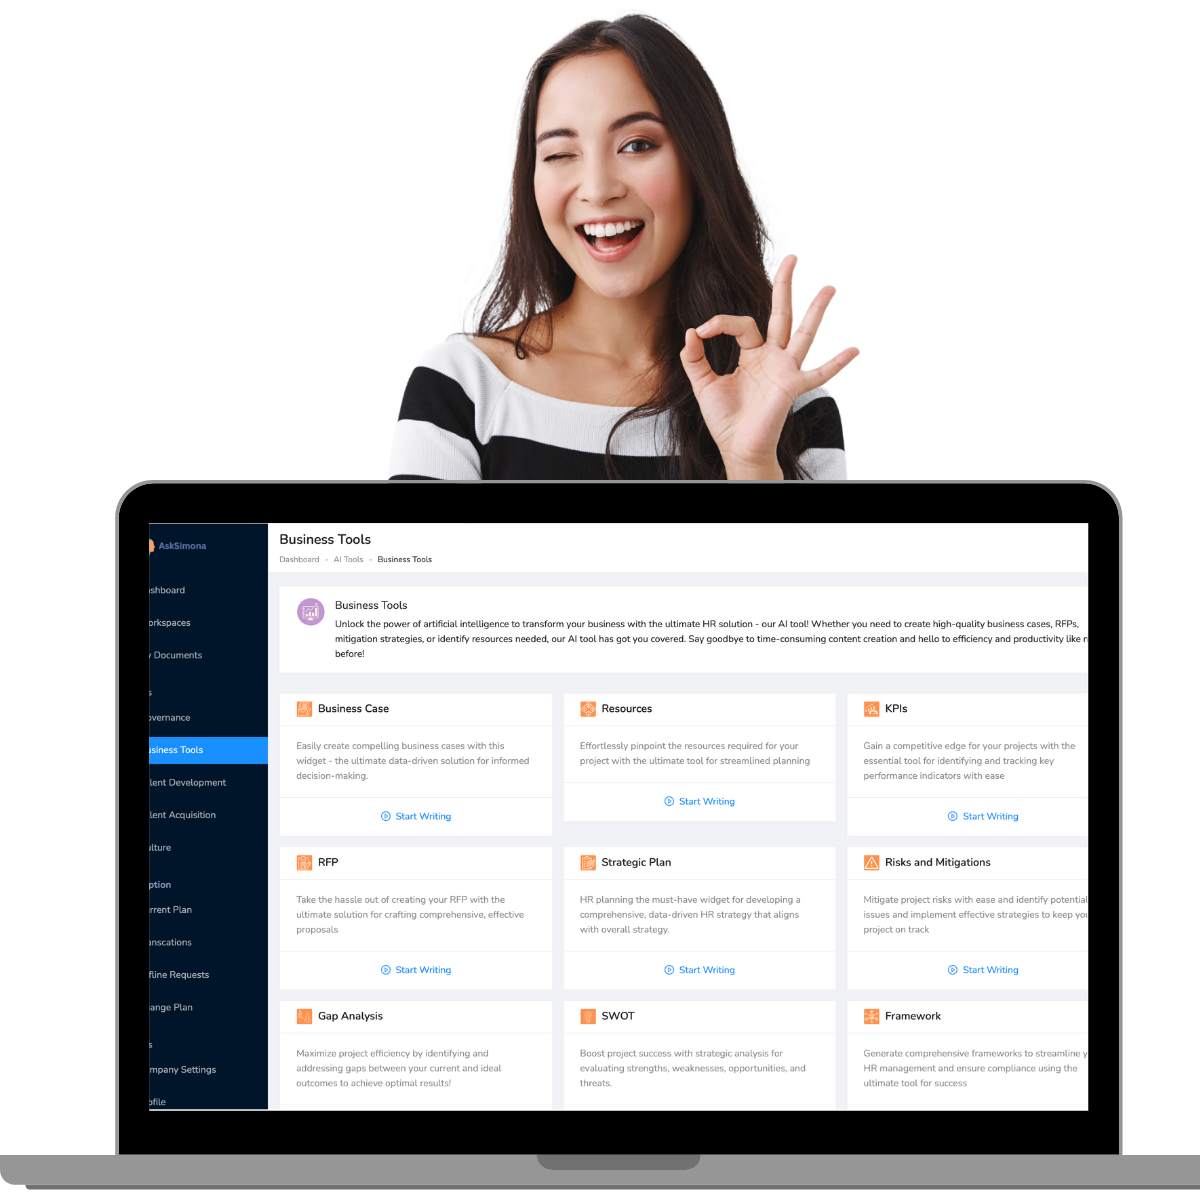 AskSimona
shboard
orkspaces
Documents
s
overnance
usiness Tools
lent Development
lent Acquisition
ulture
ption
rrent Plan
anscations
fline Requests
ange Plan
s
mpany Settings
ofile
Business Tools
Dashboard - AI Tools - Business Tools
Business Tools
Unlock the power of artificial intelligence to transform your business with the ultimate HR solution - our AI tool! Whether you need to create high-quality business cases, RFPs,
mitigation strategies, or identify resources needed, our AI tool has got you covered. Say goodbye to time-consuming content creation and hello to efficiency and productivity like n
before!
Business Case
Easily create compelling business cases with this
widget - the ultimate data-driven solution for informed
decision-making.
Start Writing
Resources
Effortlessly pinpoint the resources required for your
project with the ultimate tool for streamlined planning
Start Writing
KPIs
Gain a competitive edge for your projects with the
essential tool for identifying and tracking key
performance indicators with ease
Start Writing
RFP
Take the hassle out of creating your RFP with the
ultimate solution for crafting comprehensive, effective
proposals
Start Writing
Strategic Plan
HR planning the must-have widget for developing a
comprehensive, data-driven HR strategy that aligns
with overall strategy.
Start Writing
Risks and Mitigations
Mitigate project risks with ease and identify potential
issues and implement effective strategies to keep you
project on track
Start Writing
Gap Analysis
Maximize project efficiency by identifying and
addressing gaps between your current and ideal
outcomes to achieve optimal results!
SWOT
Boost project success with strategic analysis for
evaluating strengths, weaknesses, opportunities, and
threats.
Framework
Generate comprehensive frameworks to streamline y
HR management and ensure compliance using the
ultimate tool for success